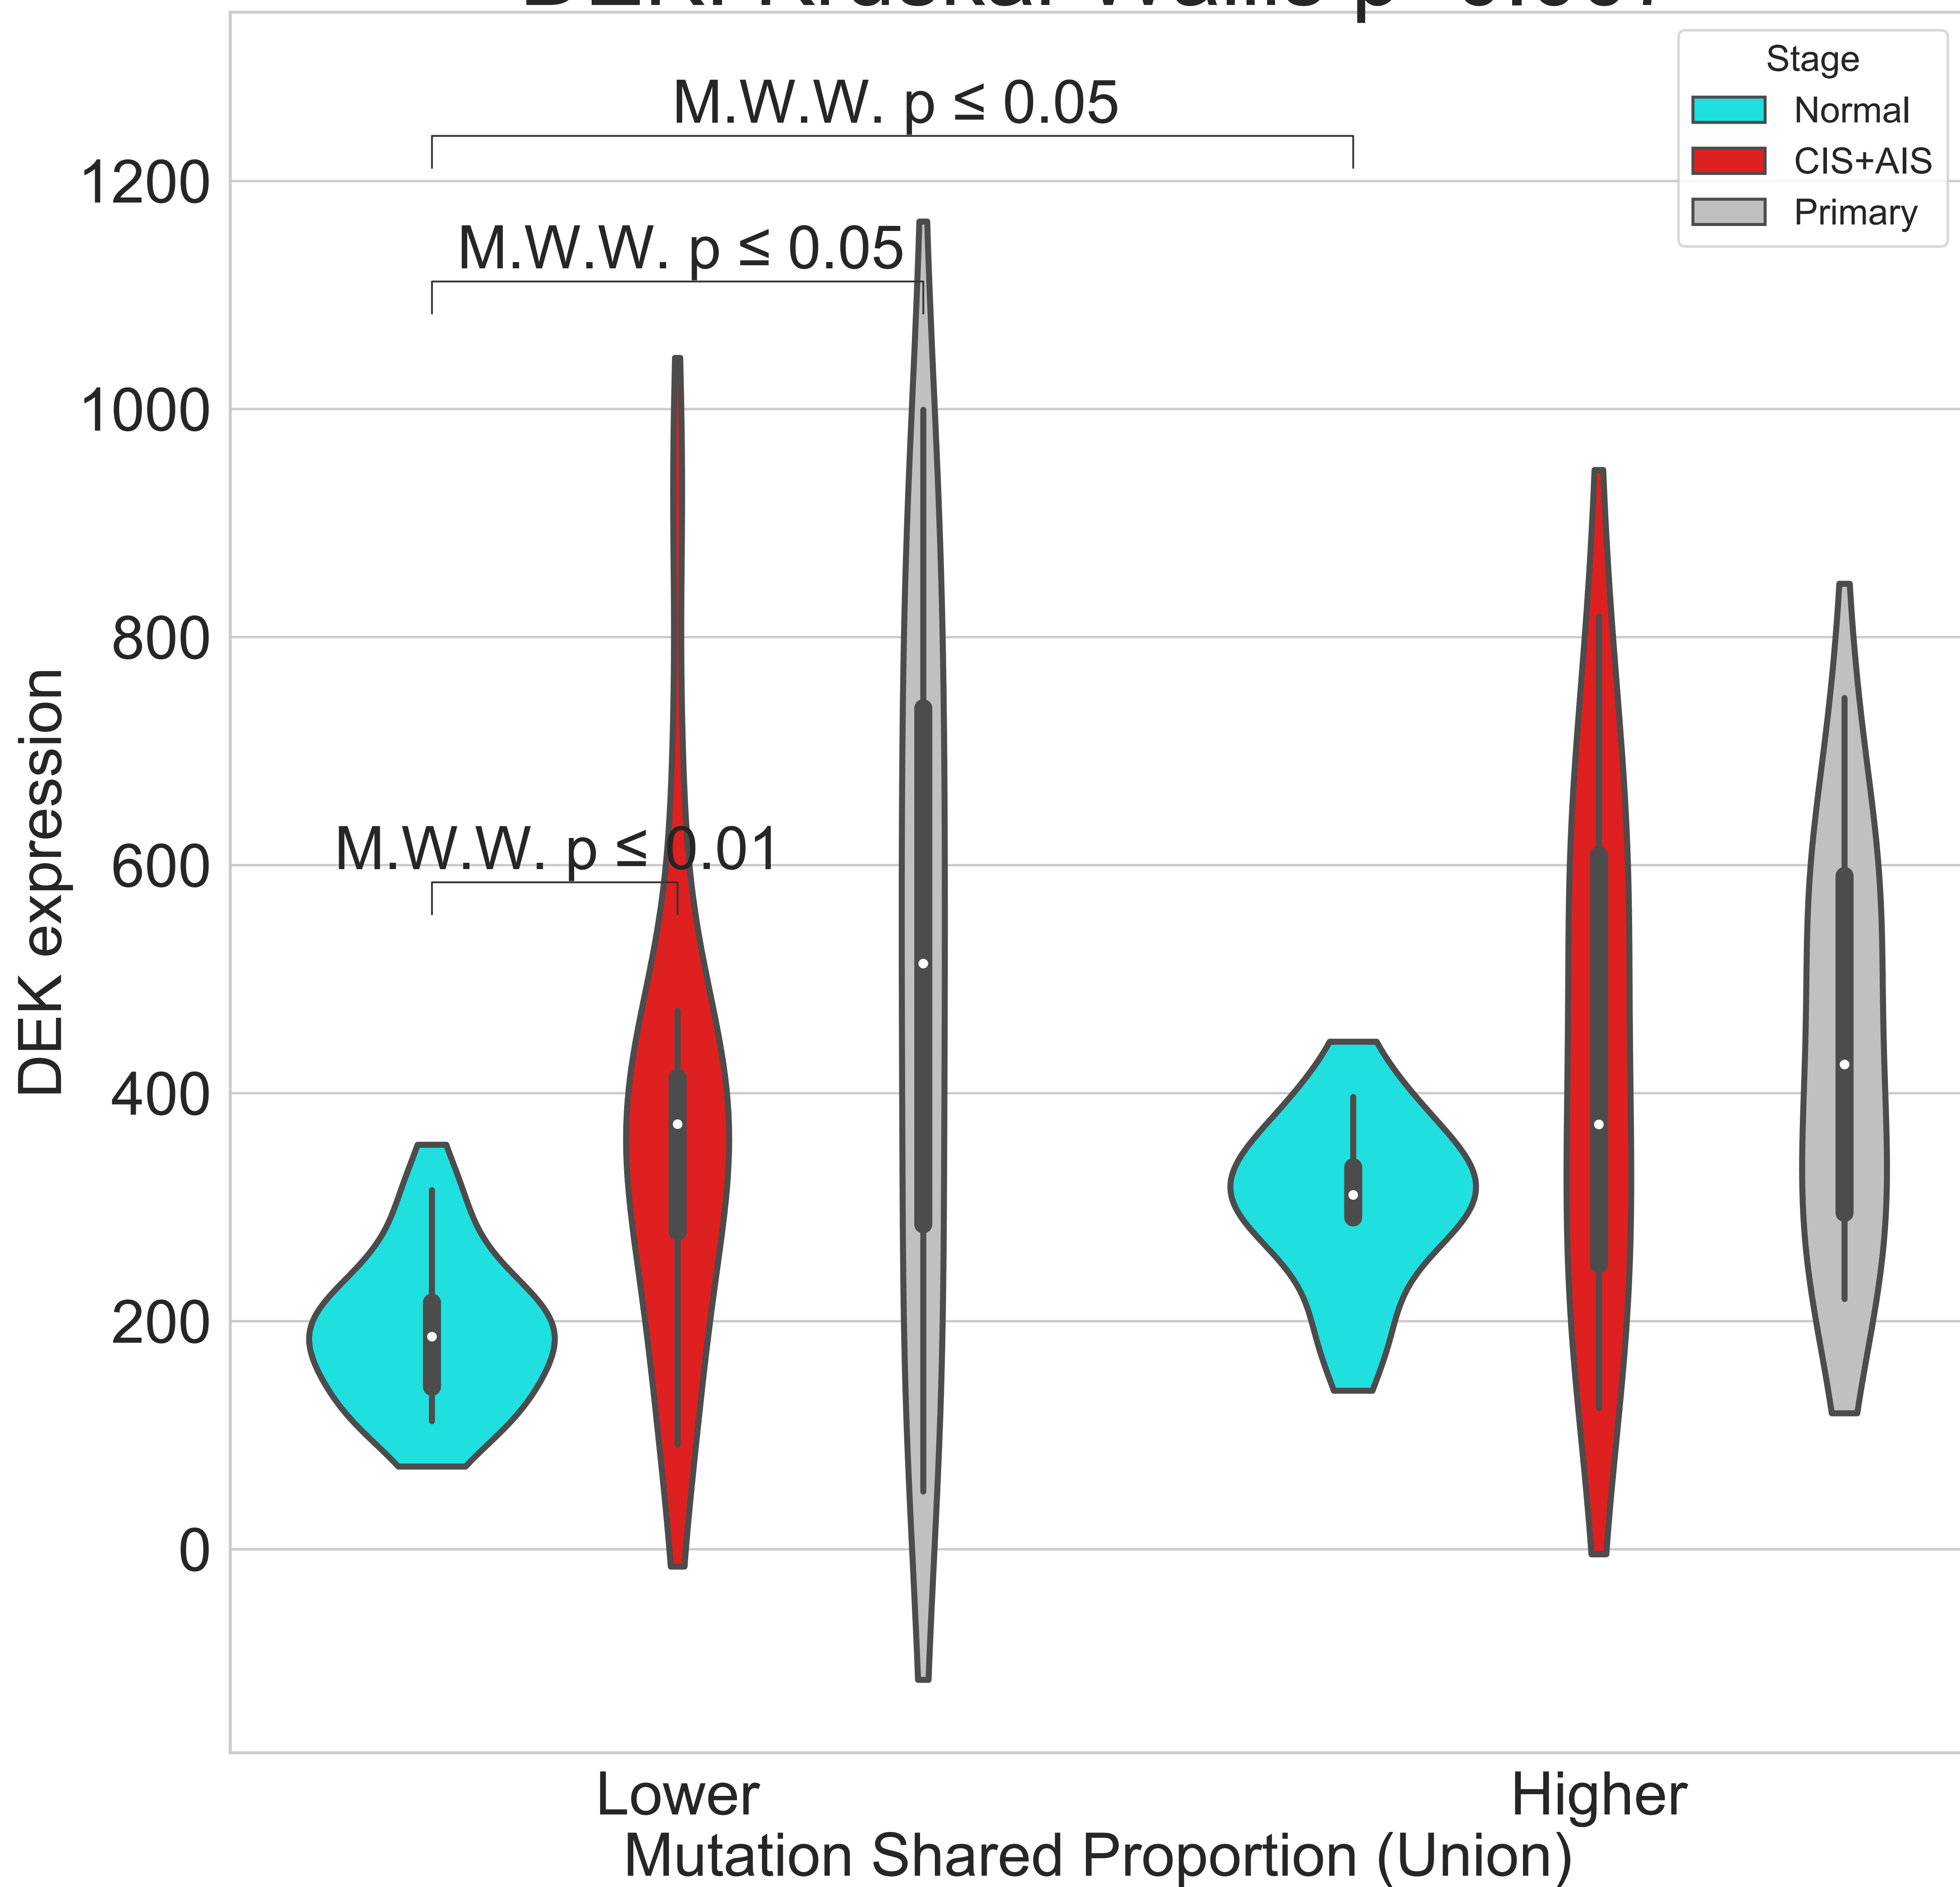 Stage
Normal
CIS+AIS
Primary
M.W.W. p ≤ 0.05
M.W.W. p ≤ 0.05
M.W.W. p ≤ 0.01
1200
1000
800
600
400
200
0
DEK expression
Lower
Higher
Mutation Shared Proportion (Union)